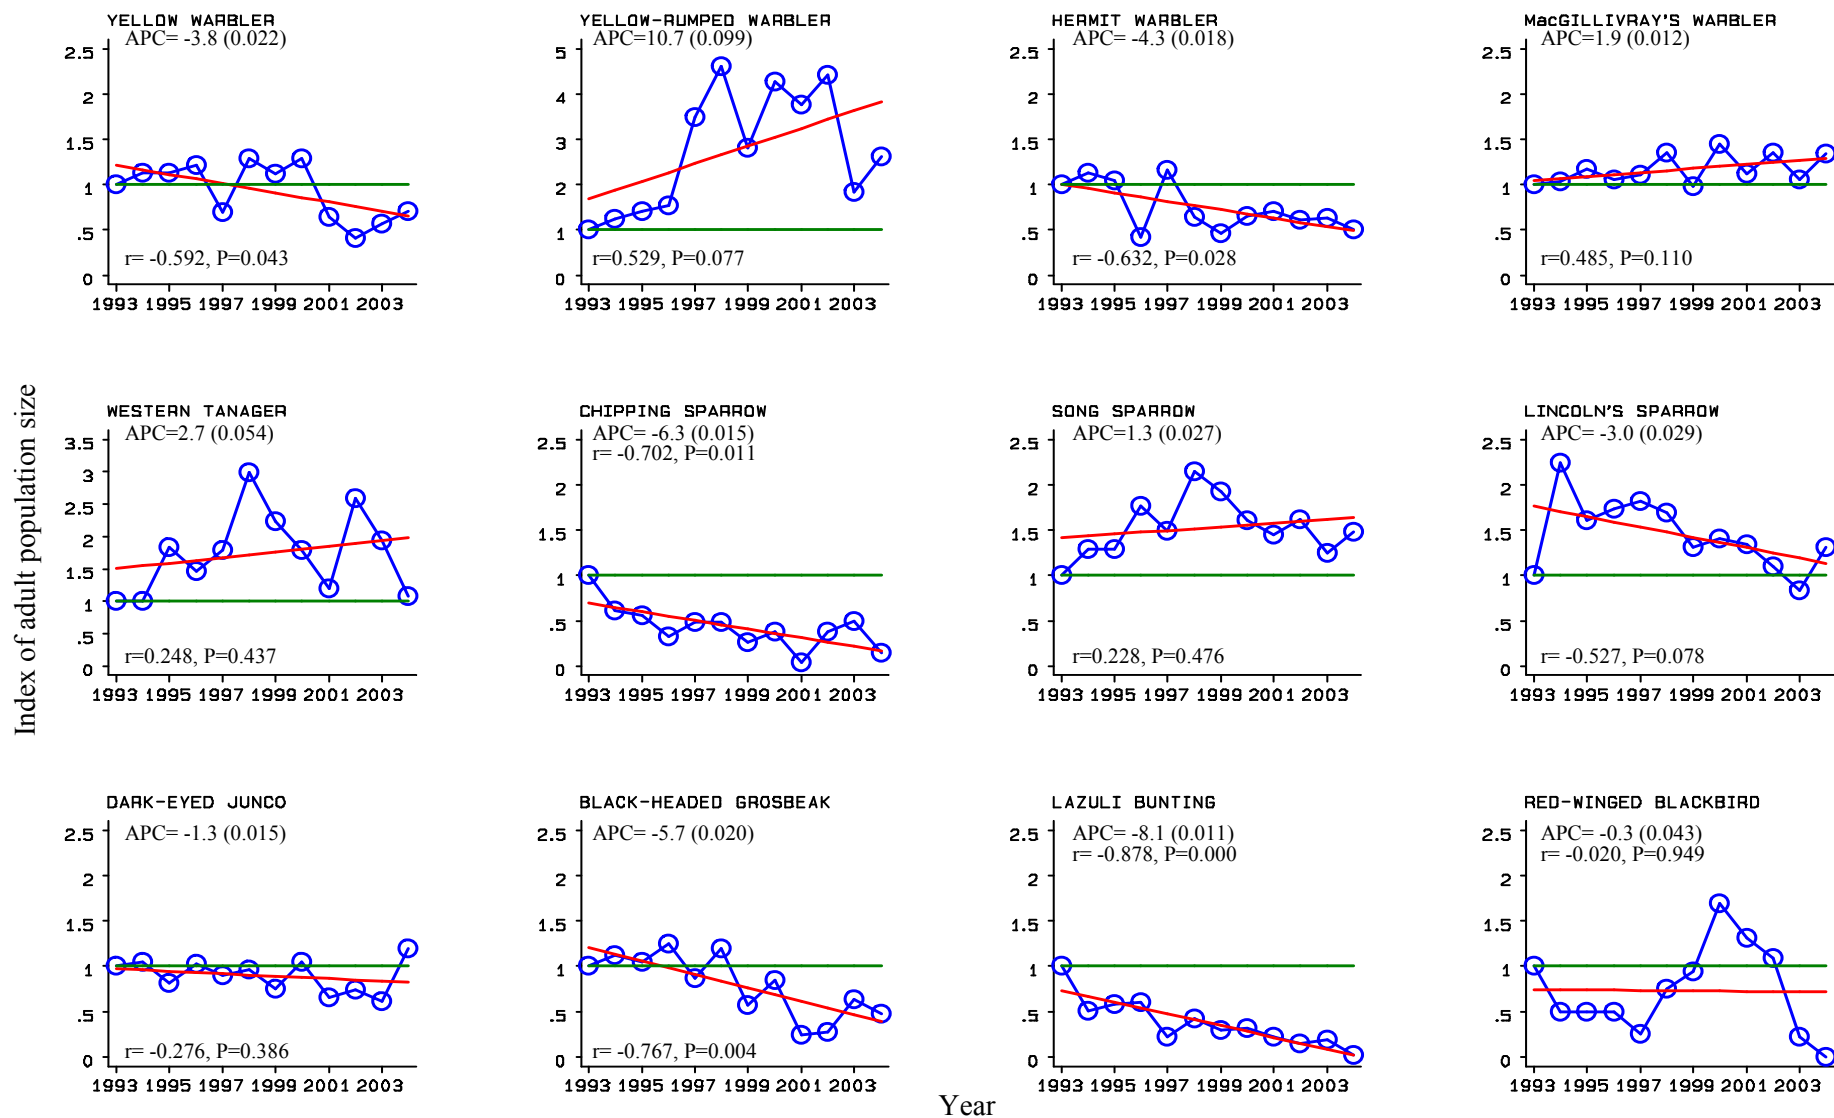 YELLOW WARBLER
APC= -3.8 (0.022)
2.5
2
1.5
1
.5
0
r= -0.592, P=0.043
1993 1995 1997 1999 2001 2003
YELLOW-RUMPED WARBLER
APC=10.7 (0.099)
5
4
3
2
1
0
r=0.529, P=0.077
1993 1995 1997 1999 2001 2003
HERMIT WARBLER
APC= -4.3 (0.018)
2.5
2
1.5
1
.5
0
r= -0.632, P=0.028
1993 1995 1997 1999 2001 2003
MacGILLIVRAY'S WARBLER
APC=1.9 (0.012)
2.5
2
1.5
1
.5
0
r=0.485, P=0.110
1993 1995 1997 1999 2001 2003
Index of adult population size
WESTERN TANAGER
APC=2.7 (0.054)
3.5
3
2.5
2
1.5
1
.5
0
r=0.248, P=0.437
1993 1995 1997 1999 2001 2003
CHIPPING SPARROW
APC= -6.3 (0.015)
r= -0.702, P=0.011
2.5
2
1.5
1
.5
0
1993 1995 1997 1999 2001 2003
SONG SPARROW
APC=1.3 (0.027)
2.5
2
1.5
1
.5
0
r=0.228, P=0.476
1993 1995 1997 1999 2001 2003
LINCOLN'S SPARROW
APC= -3.0 (0.029)
2.5
2
1.5
1
.5
0
r= -0.527, P=0.078
1993 1995 1997 1999 2001 2003
DARK-EYED JUNCO
APC= -1.3 (0.015)
2.5
2
1.5
1
.5
0
r= -0.276, P=0.386
1993 1995 1997 1999 2001 2003
BLACK-HEADED GROSBEAK
APC= -5.7 (0.020)
2.5
2
1.5
1
.5
0
r= -0.767, P=0.004
1993 1995 1997 1999 2001 2003
LAZULI BUNTING
APC= -8.1 (0.011)
r= -0.878, P=0.000
2.5
2
1.5
1
.5
0
1993 1995 1997 1999 2001 2003
RED-WINGED BLACKBIRD
APC= -0.3 (0.043)
r= -0.020, P=0.949
2.5
2
1.5
1
.5
0
1993 1995 1997 1999 2001 2003
Year